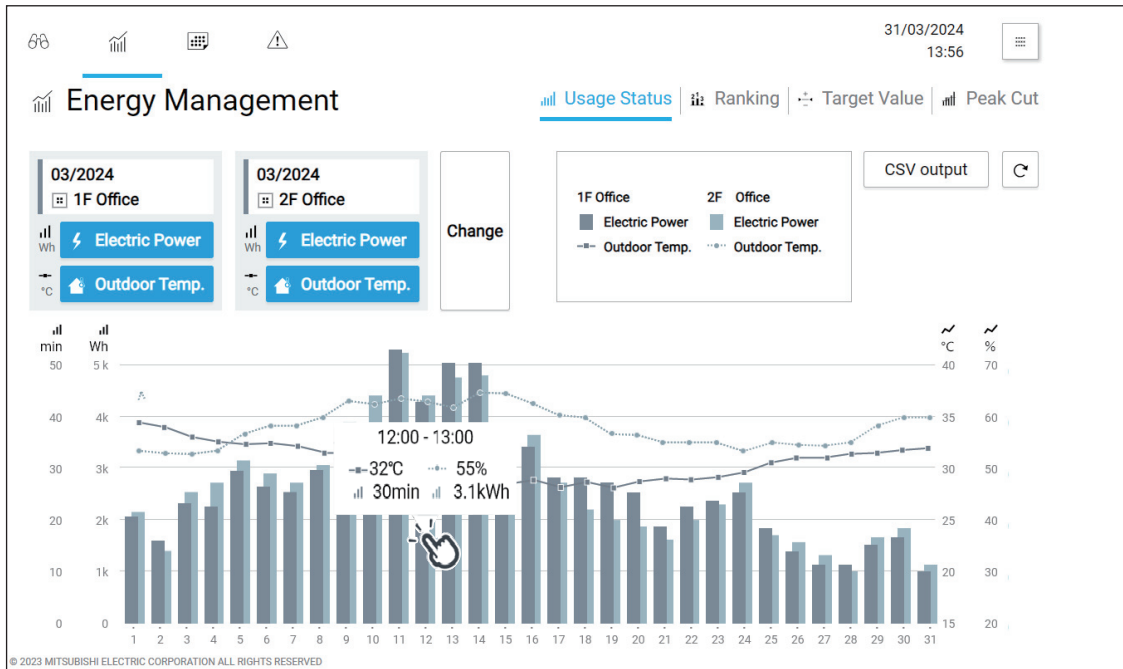 31/03/2024
13:56
Energy Management
Usage Status
Ranking
Target Value
Peak Cut
03/2024
1F Office
Wh
Electric Power
°C
Outdoor Temp.
03/2024
2F Office
Wh
Electric Power
°C
Outdoor Temp.
Change
1F Office 2F Office
Electric Power Electric Power
Outdoor Temp. Outdoor Temp.
CSV output
min Wh °C %
50 5 k 40 70
40 4k 35 60
12:00 - 13:00
32°C 55%
30 3k 30 50
30min 3.1kWh
20 2k 25 40
10 1k 20 30
0 0 15 20
1 2 3 4 5 6 7 8 9 10 11 12 13 14 15 16 17 18 19 20 21 22 23 24 25 26 27 28 29 30 31
© 2023 MITSUBISHI ELECTRIC CORPORATION ALL RIGHTS RESERVED